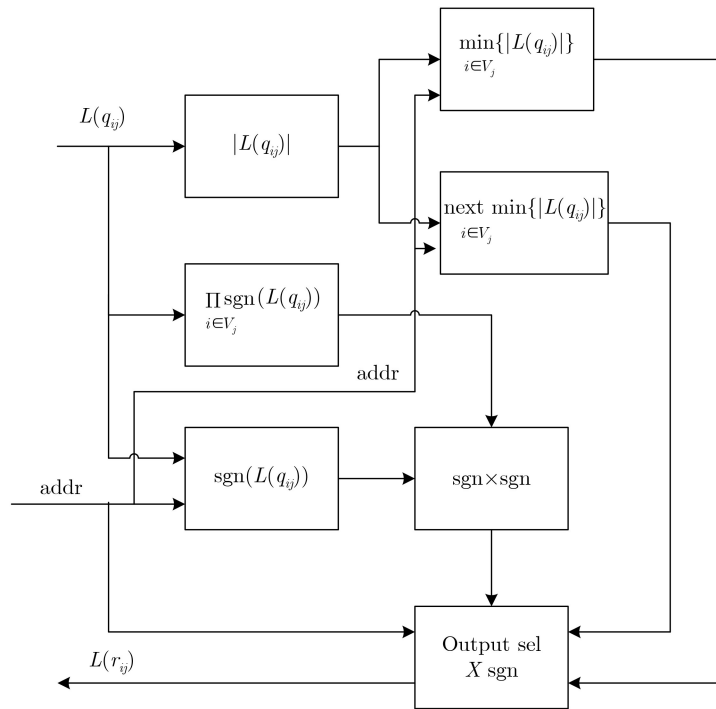 min{|L(q_ij)|}
i∈V_j
L(q_ij)
|L(q_ij)|
next min{|L(q_ij)|}
i∈V_j
∏ sgn(L(q_ij))
i∈V_j
addr
sgn(L(q_ij))
sgn×sgn
addr
Output sel
X sgn
L(r_ij)